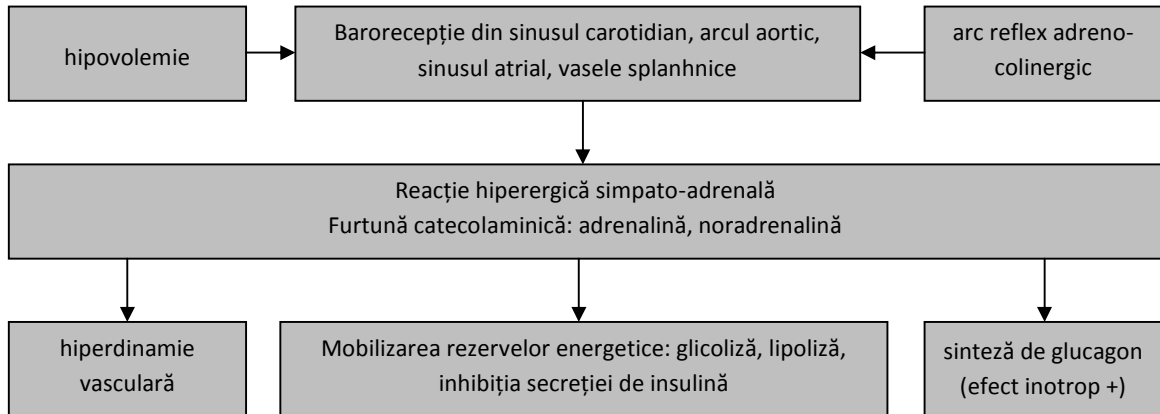 hipovolemie
Barorecepție din sinusul carotidian, arcul aortic,
sinusul atrial, vasele splanhnice
arc reflex adreno-
colinergic
Reacție hiperergică simpato-adrenală
Furtună catecolaminică: adrenalină, noradrenalină
hiperdinamie
vasculară
Mobilizarea rezervelor energetice: glicoliză, lipoliză,
inhibiția secreției de insulină
sinteză de glucagon
(efect inotrop +)